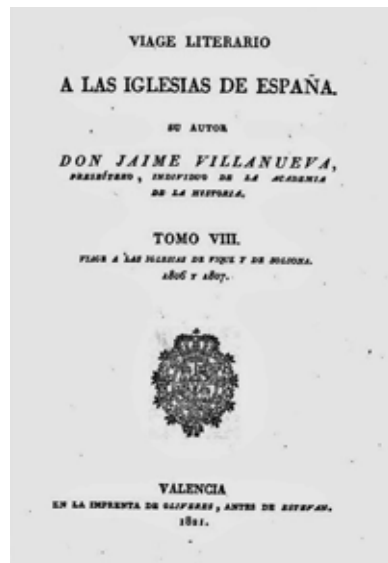 VIAGE LITERARIO
A LAS IGLESIAS DE ESPAÑA.
SU AUTOR
DON JAIME VILLANUEVA,
PRESBÍTERO, INDIVIDUO DE LA ACADEMIA
DE LA HISTORIA.
TOMO VIII.
VIAGE A LAS IGLESIAS DE VIQUE Y DE SOLSONA.
1806 Y 1807.
VALENCIA
EN LA IMPRENTA DE OLIVERES, ANTES DE ESTEVAN.
1821.